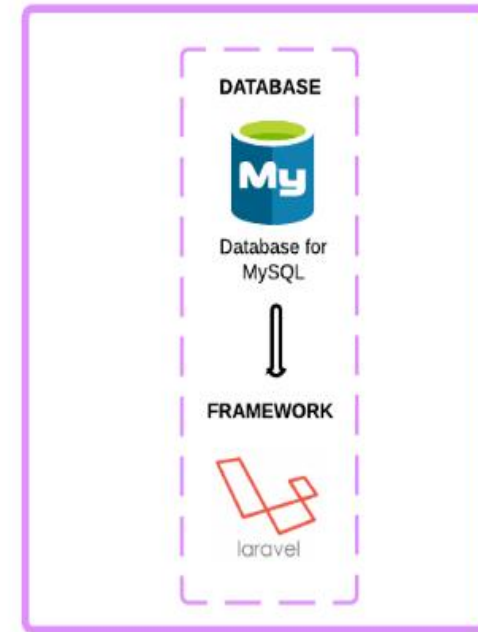 DATABASE
My
Database for
MySQL
FRAMEWORK
laravel